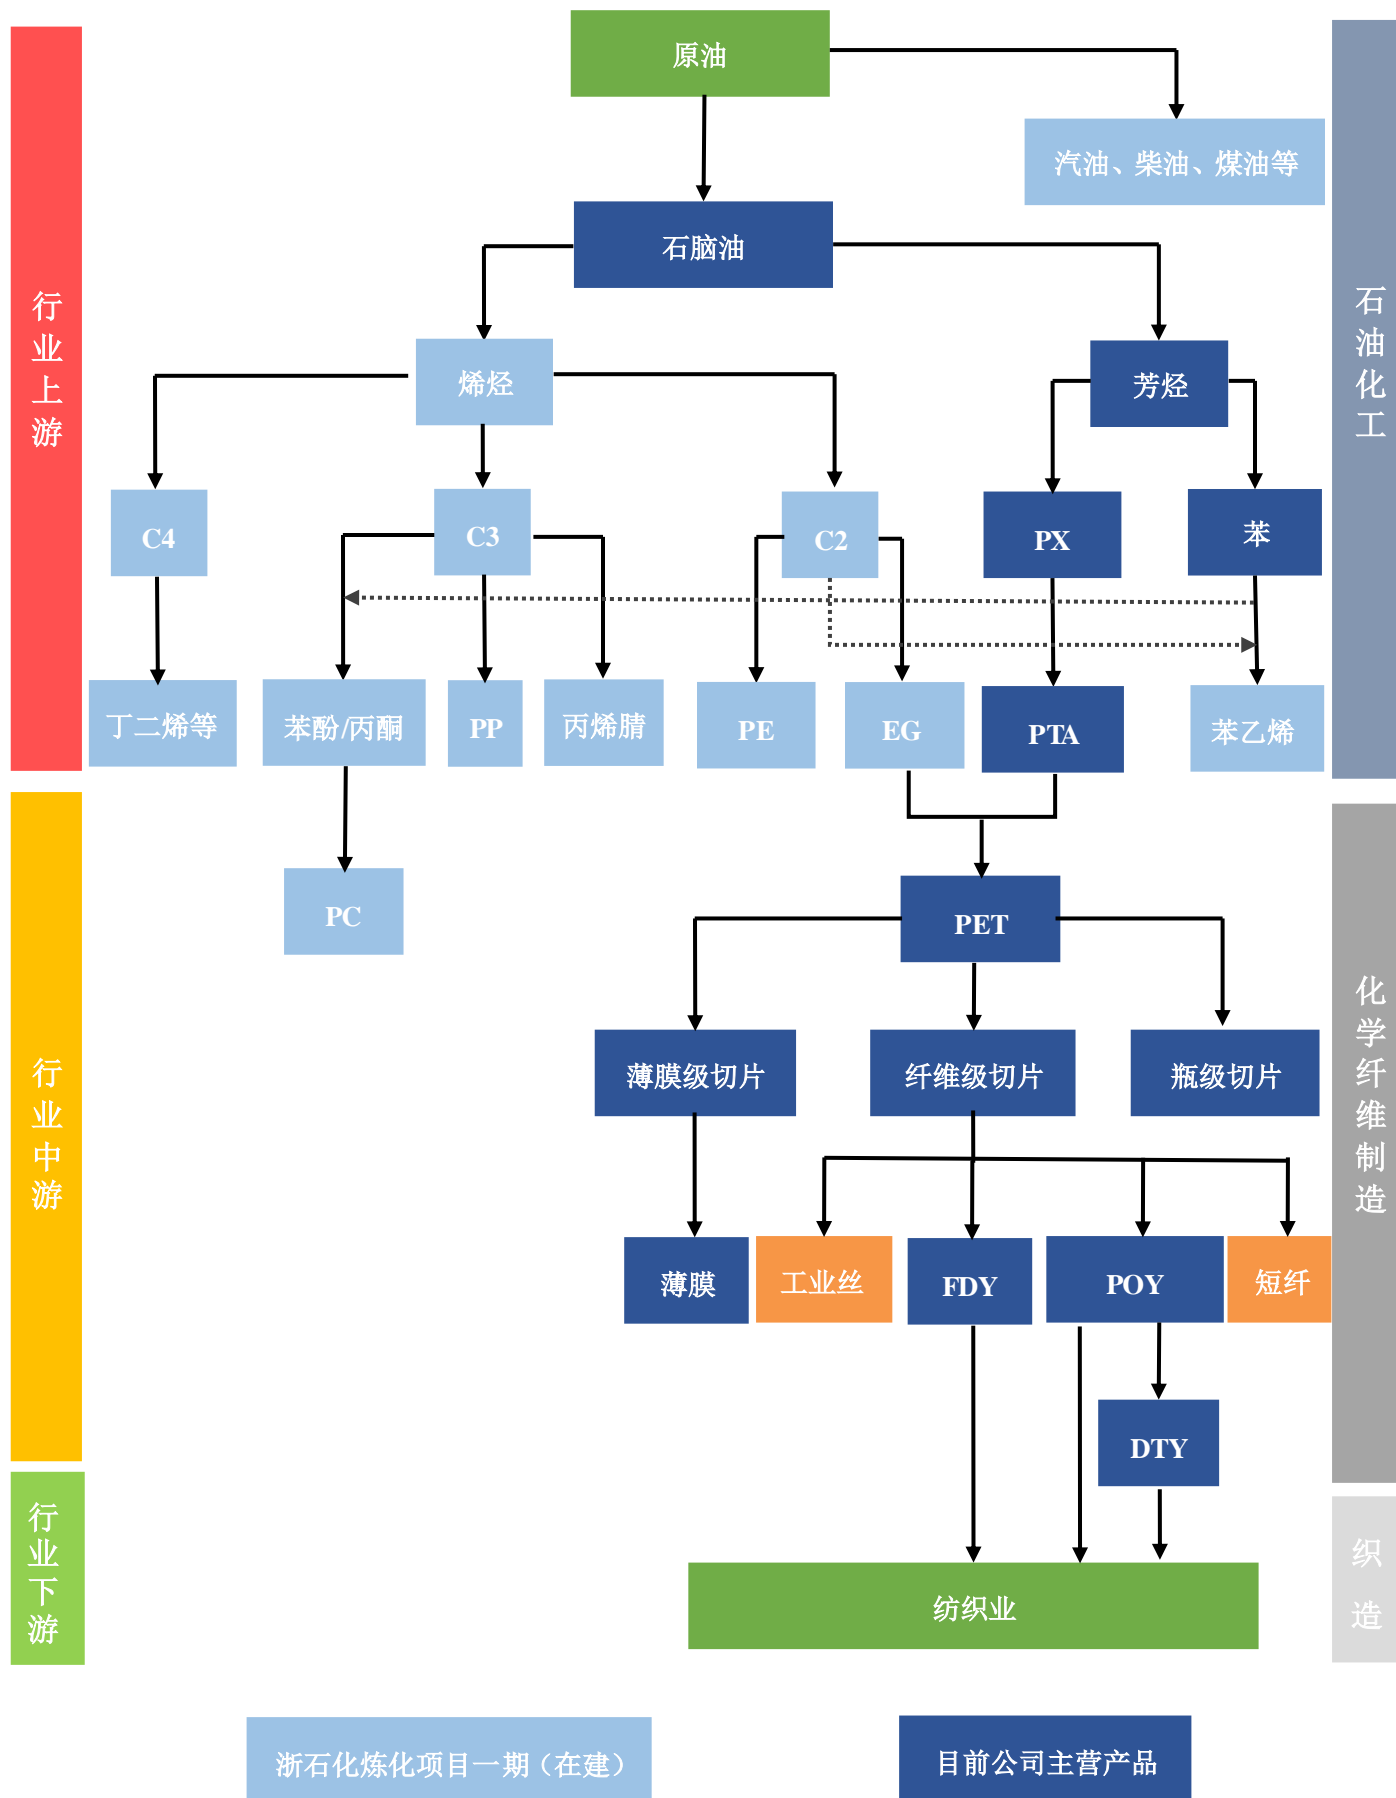 原油
汽油、柴油、煤油等
石脑油
行业上游
石油化工
烯烃
芳烃
C4
C3
C2
PX
苯
丁二烯等
苯酚/丙酮
PP
丙烯腈
PE
EG
PTA
苯乙烯
PC
PET
行业中游
化学纤维制造
薄膜级切片
纤维级切片
瓶级切片
薄膜
工业丝
FDY
POY
短纤
DTY
行业下游
织造
纺织业
浙石化炼化项目一期（在建）
目前公司主营产品